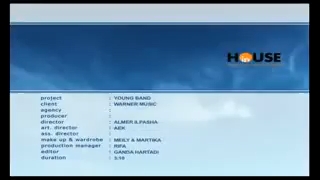 HOUSE
project : YOUNG BAND
client : WARNER MUSIC
agency :
producer :
director : ALMER & PASHA
art. director : AEK
ass. director :
make up & wardrobe : MEILY & MARTIKA
production manager : RIPA
editor : GANDA HARTADI
duration : 3:18